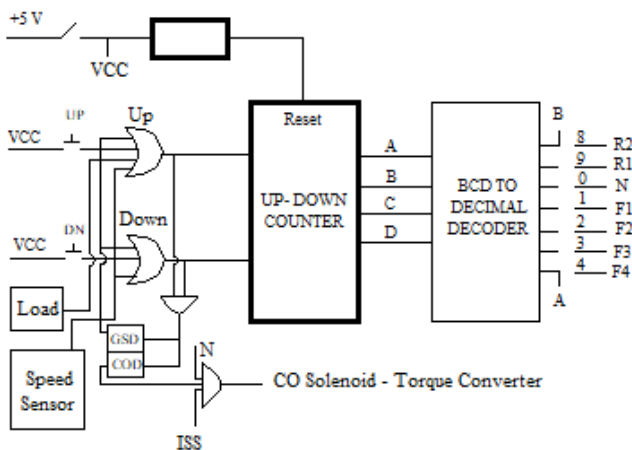 +5 V
VCC
UP
Up
VCC
Reset
A
B
C
D
UP- DOWN
COUNTER
BCD TO
DECIMAL
DECODER
B
8 R2
9 R1
0 N
1 F1
2 F2
3 F3
4 F4
A
DN
Down
VCC
Load
GSD
COD
Speed
Sensor
N
CO Solenoid - Torque Converter
ISS